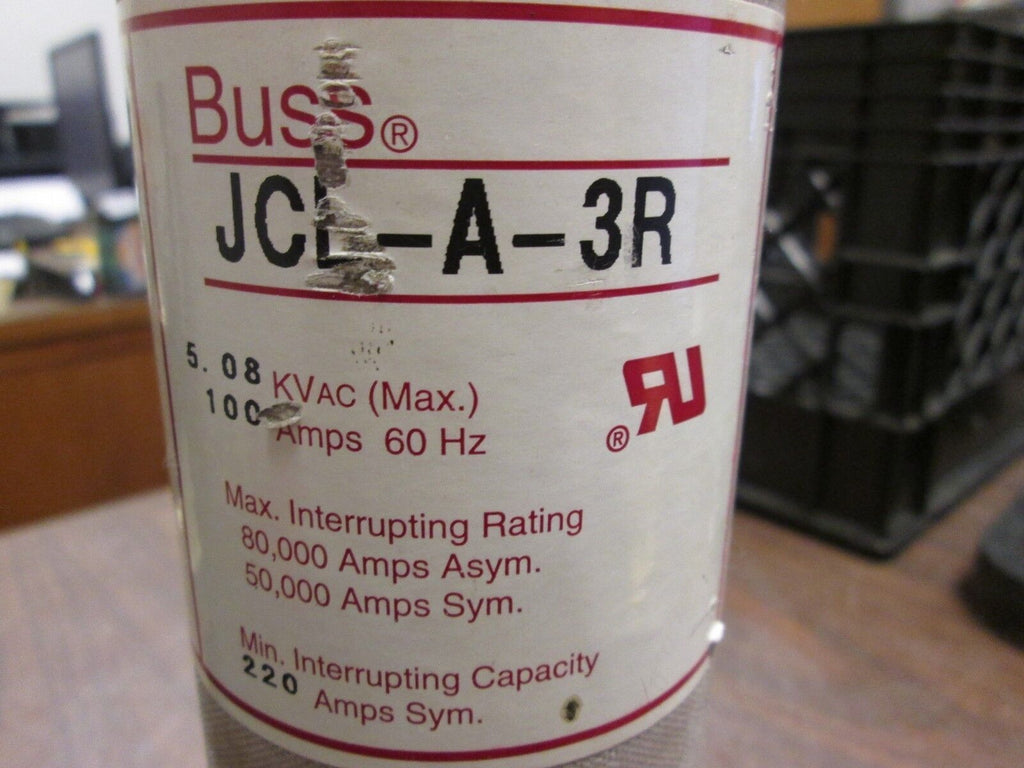 Buss®
JCL-A-3R
5.08 KVAC (Max.)
100 Amps 60 Hz
RU®
Max. Interrupting Rating
80,000 Amps Asym.
50,000 Amps Sym.
Min. Interrupting Capacity
220 Amps Sym.